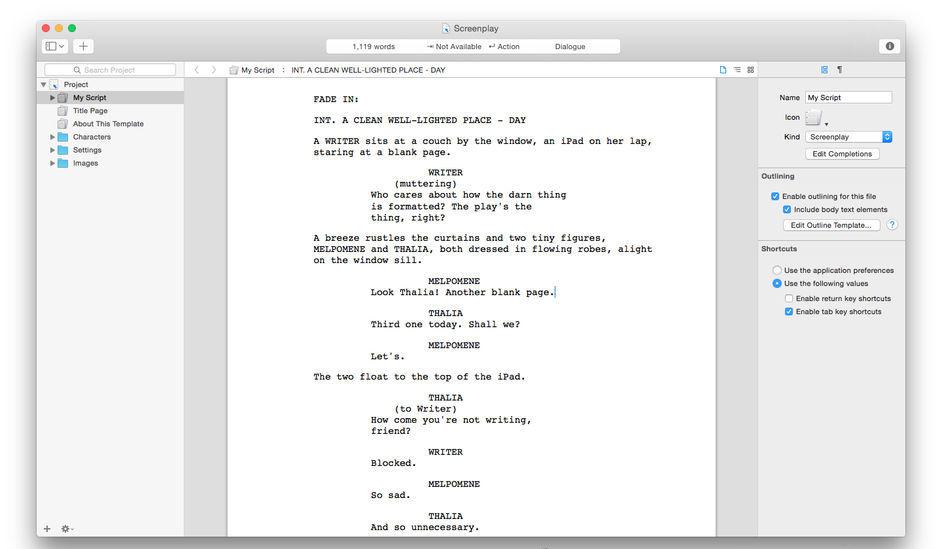 Screenplay
1,119 words
Not Available
Action
Dialogue
Search Project
My Script : INT. A CLEAN WELL-LIGHTED PLACE - DAY
Project
My Script
Title Page
About This Template
Characters
Settings
Images
FADE IN:
INT. A CLEAN WELL-LIGHTED PLACE - DAY
A WRITER sits at a couch by the window, an iPad on her lap,
staring at a blank page.
WRITER
(muttering)
Who cares about how the darn thing
is formatted? The play's the
thing, right?
A breeze rustles the curtains and two tiny figures,
MELPOMENE and THALIA, both dressed in flowing robes, alight
on the window sill.
MELPOMENE
Look Thalia! Another blank page.
THALIA
Third one today. Shall we?
MELPOMENE
Let's.
The two float to the top of the iPad.
THALIA
(to Writer)
How come you're not writing,
friend?
WRITER
Blocked.
MELPOMENE
So sad.
THALIA
And so unnecessary.
Name My Script
Icon
Kind Screenplay
Edit Completions
Outlining
Enable outlining for this file
Include body text elements
Edit Outline Template... ?
Shortcuts
Use the application preferences
Use the following values
Enable return key shortcuts
Enable tab key shortcuts